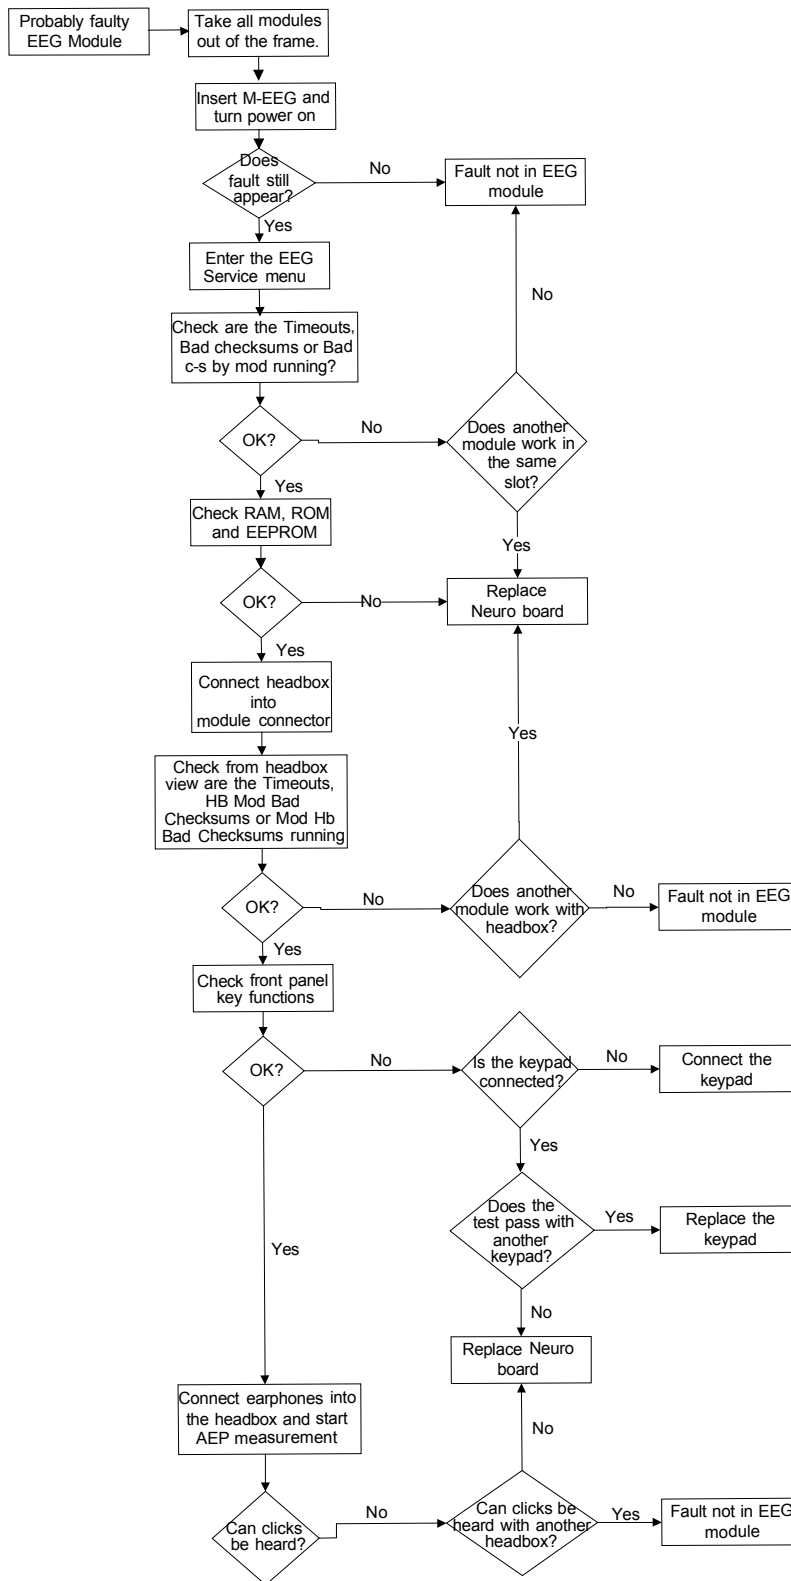 Probably faulty
EEG Module
Take all modules
out of the frame.
Insert M-EEG and
turn power on
Does
fault still
appear?
No
Fault not in EEG
module
Yes
Enter the EEG
Service menu
No
Check are the Timeouts,
Bad checksums or Bad
c-s by mod running?
OK?
No
Does another
module work in
the same
slot?
Yes
Check RAM, ROM
and EEPROM
Yes
OK?
No
Replace
Neuro board
Yes
Connect headbox
into
module connector
Yes
Check from headbox
view are the Timeouts,
HB Mod Bad
Checksums or Mod Hb
Bad Checksums running
OK?
No
Does another
module work with
headbox?
No
Fault not in EEG
module
Yes
Check front panel
key functions
OK?
No
Is the keypad
connected?
No
Connect the
keypad
Yes
Does the
test pass with
another
keypad?
Yes
Replace the
keypad
Yes
No
Replace Neuro
board
Connect earphones into
the headbox and start
AEP measurement
No
Can clicks
be heard?
No
Can clicks be
heard with another
headbox?
Yes
Fault not in EEG
module